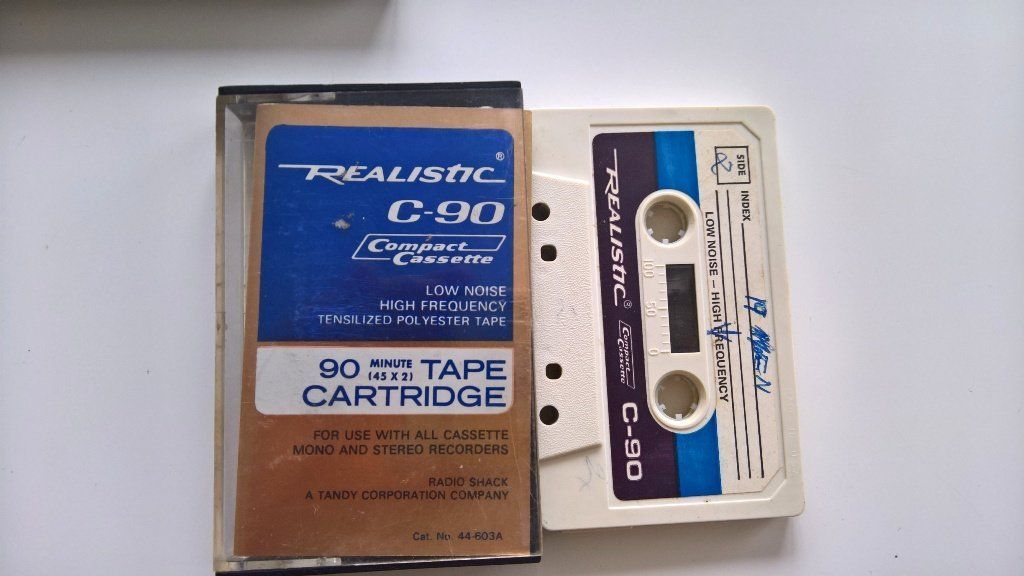 REALISTIC®
C-90
Compact
Cassette
LOW NOISE
HIGH FREQUENCY
TENSILIZED POLYESTER TAPE
90 MINUTE (45 X 2) TAPE
CARTRIDGE
FOR USE WITH ALL CASSETTE
MONO AND STEREO RECORDERS
RADIO SHACK
A TANDY CORPORATION COMPANY
Cat. No. 44-603A
SIDE
2
INDEX
LOW NOISE – HIGH FREQUENCY
100 50 0
REALISTIC®
Compact
Cassette
C-90